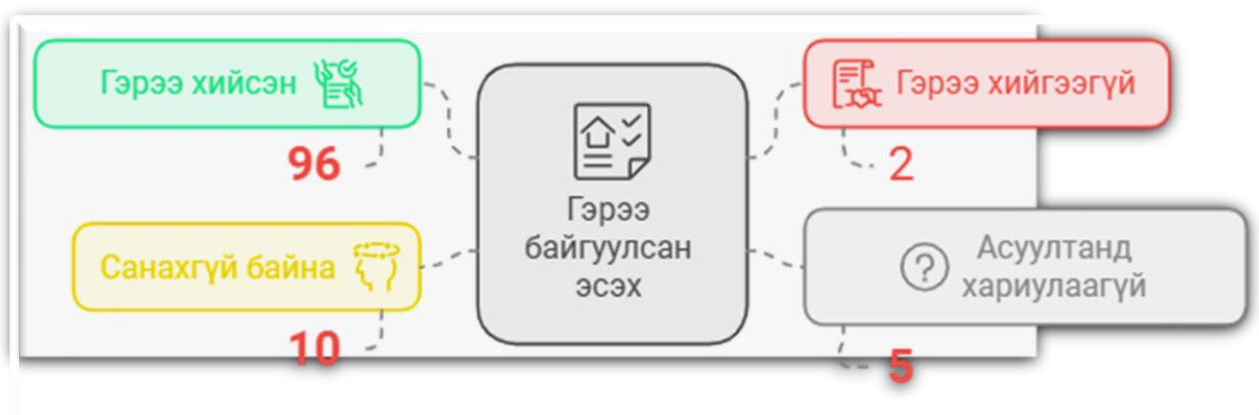 Гэрээ хийсэн
96
Санахгүй байна
10
Гэрээ
байгуулсан
эсэх
Гэрээ хийгээгүй
2
?
Асуултанд
хариулаагүй
5